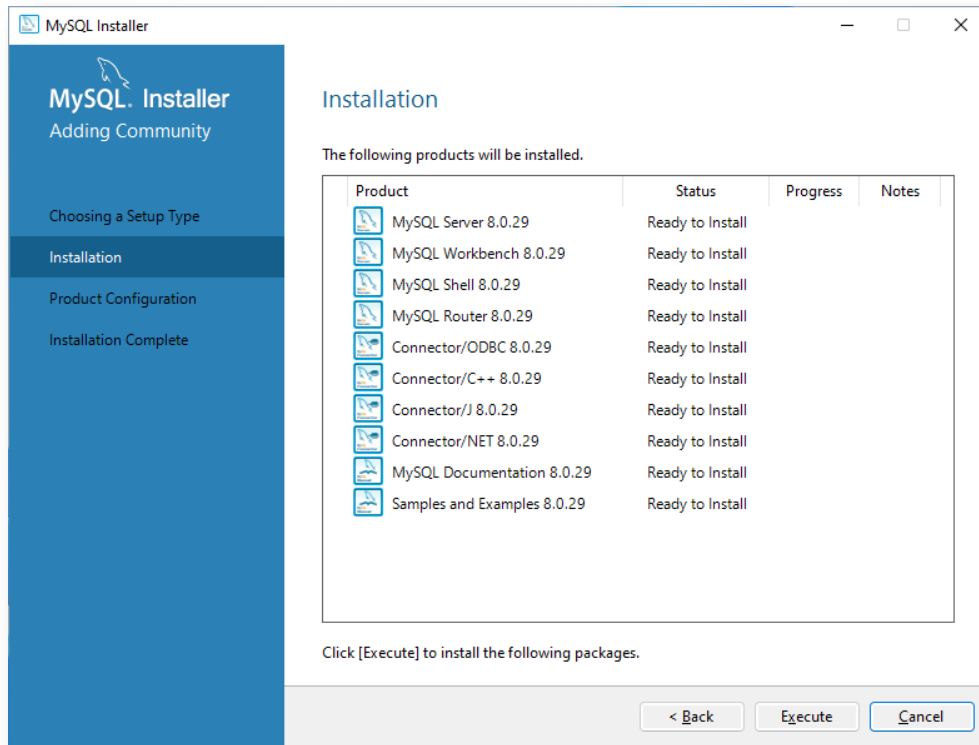 MySQL Installer
MySQL. Installer
Adding Community
Choosing a Setup Type
Installation
Product Configuration
Installation Complete
Installation
The following products will be installed.
Product Status Progress Notes
MySQL Server 8.0.29 Ready to Install
MySQL Workbench 8.0.29 Ready to Install
MySQL Shell 8.0.29 Ready to Install
MySQL Router 8.0.29 Ready to Install
Connector/ODBC 8.0.29 Ready to Install
Connector/C++ 8.0.29 Ready to Install
Connector/J 8.0.29 Ready to Install
Connector/NET 8.0.29 Ready to Install
MySQL Documentation 8.0.29 Ready to Install
Samples and Examples 8.0.29 Ready to Install
Click [Execute] to install the following packages.
< Back Execute Cancel